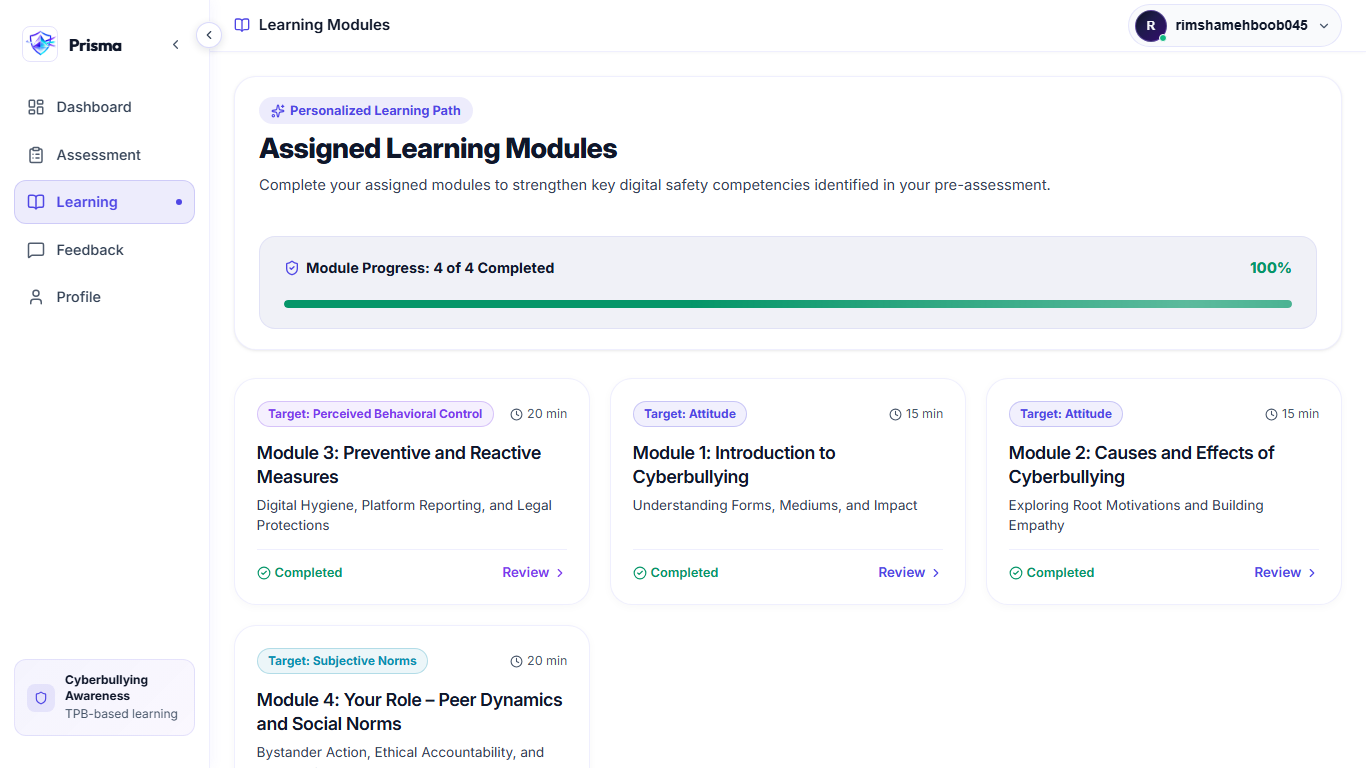 Prisma
Dashboard
Assessment
Learning
Feedback
Profile
Cyberbullying
Awareness
TPB-based learning
Learning Modules
R
rimshamehboob045
Personalized Learning Path
Assigned Learning Modules
Complete your assigned modules to strengthen key digital safety competencies identified in your pre-assessment.
Module Progress: 4 of 4 Completed
100%
Target: Perceived Behavioral Control
20 min
Module 3: Preventive and Reactive
Measures
Digital Hygiene, Platform Reporting, and Legal
Protections
Completed
Review
Target: Attitude
15 min
Module 1: Introduction to
Cyberbullying
Understanding Forms, Mediums, and Impact
Completed
Review
Target: Attitude
15 min
Module 2: Causes and Effects of
Cyberbullying
Exploring Root Motivations and Building
Empathy
Completed
Review
Target: Subjective Norms
20 min
Module 4: Your Role – Peer Dynamics
and Social Norms
Bystander Action, Ethical Accountability, and